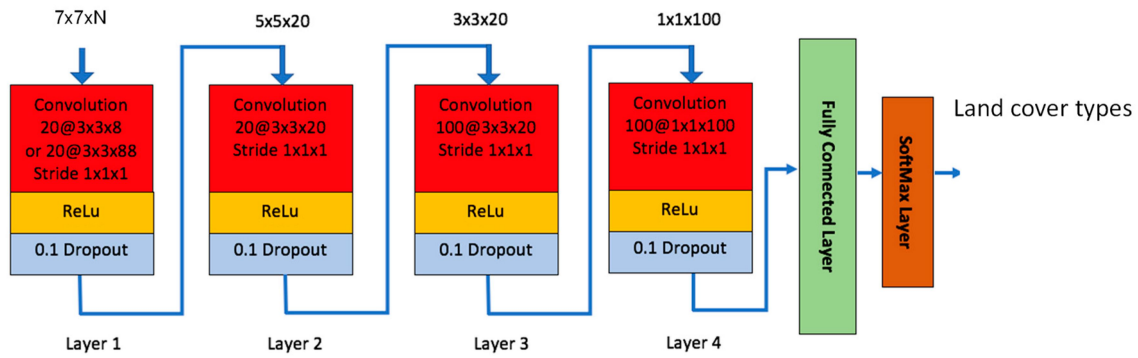 7x7xN
5x5x20
3x3x20
1x1x100
Convolution
20@3x3x8
or 20@3x3x88
Stride 1x1x1
ReLu
0.1 Dropout
Layer 1
Convolution
20@3x3x20
Stride 1x1x1
ReLu
0.1 Dropout
Layer 2
Convolution
100@3x3x20
Stride 1x1x1
ReLu
0.1 Dropout
Layer 3
Convolution
100@1x1x100
Stride 1x1x1
ReLu
0.1 Dropout
Layer 4
Fully Connected Layer
SoftMax Layer
Land cover types